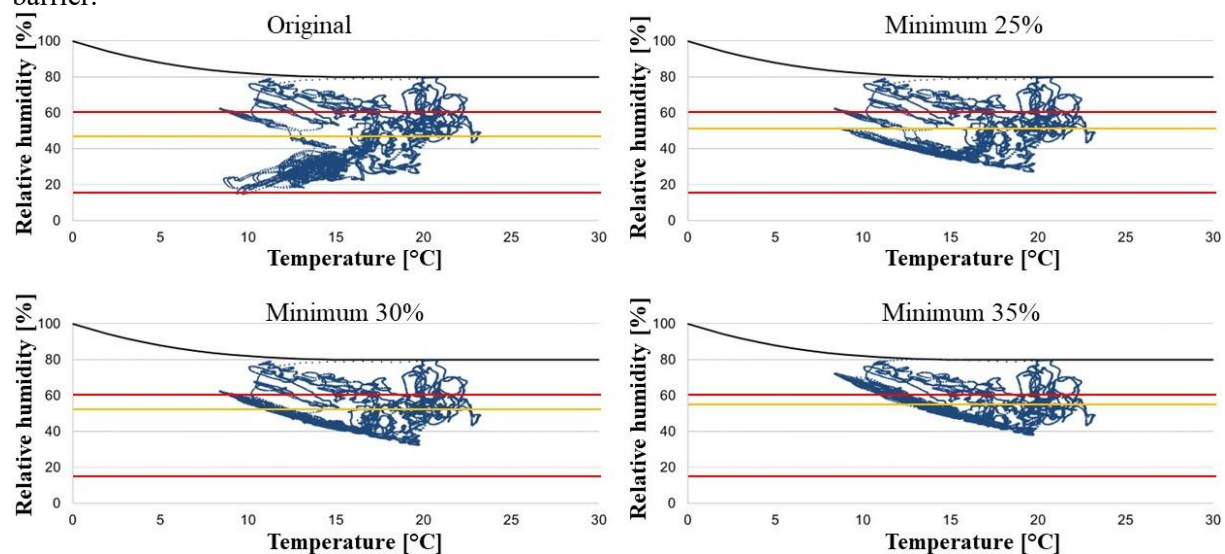 barrier.
Original
Relative humidity [%]
100
80
60
40
20
0
0 5 10 15 20 25 30
Temperature [°C]
Minimum 25%
Relative humidity [%]
100
80
60
40
20
0
0 5 10 15 20 25 30
Temperature [°C]
Minimum 30%
Relative humidity [%]
100
80
60
40
20
0
0 5 10 15 20 25 30
Temperature [°C]
Minimum 35%
Relative humidity [%]
100
80
60
40
20
0
0 5 10 15 20 25 30
Temperature [°C]